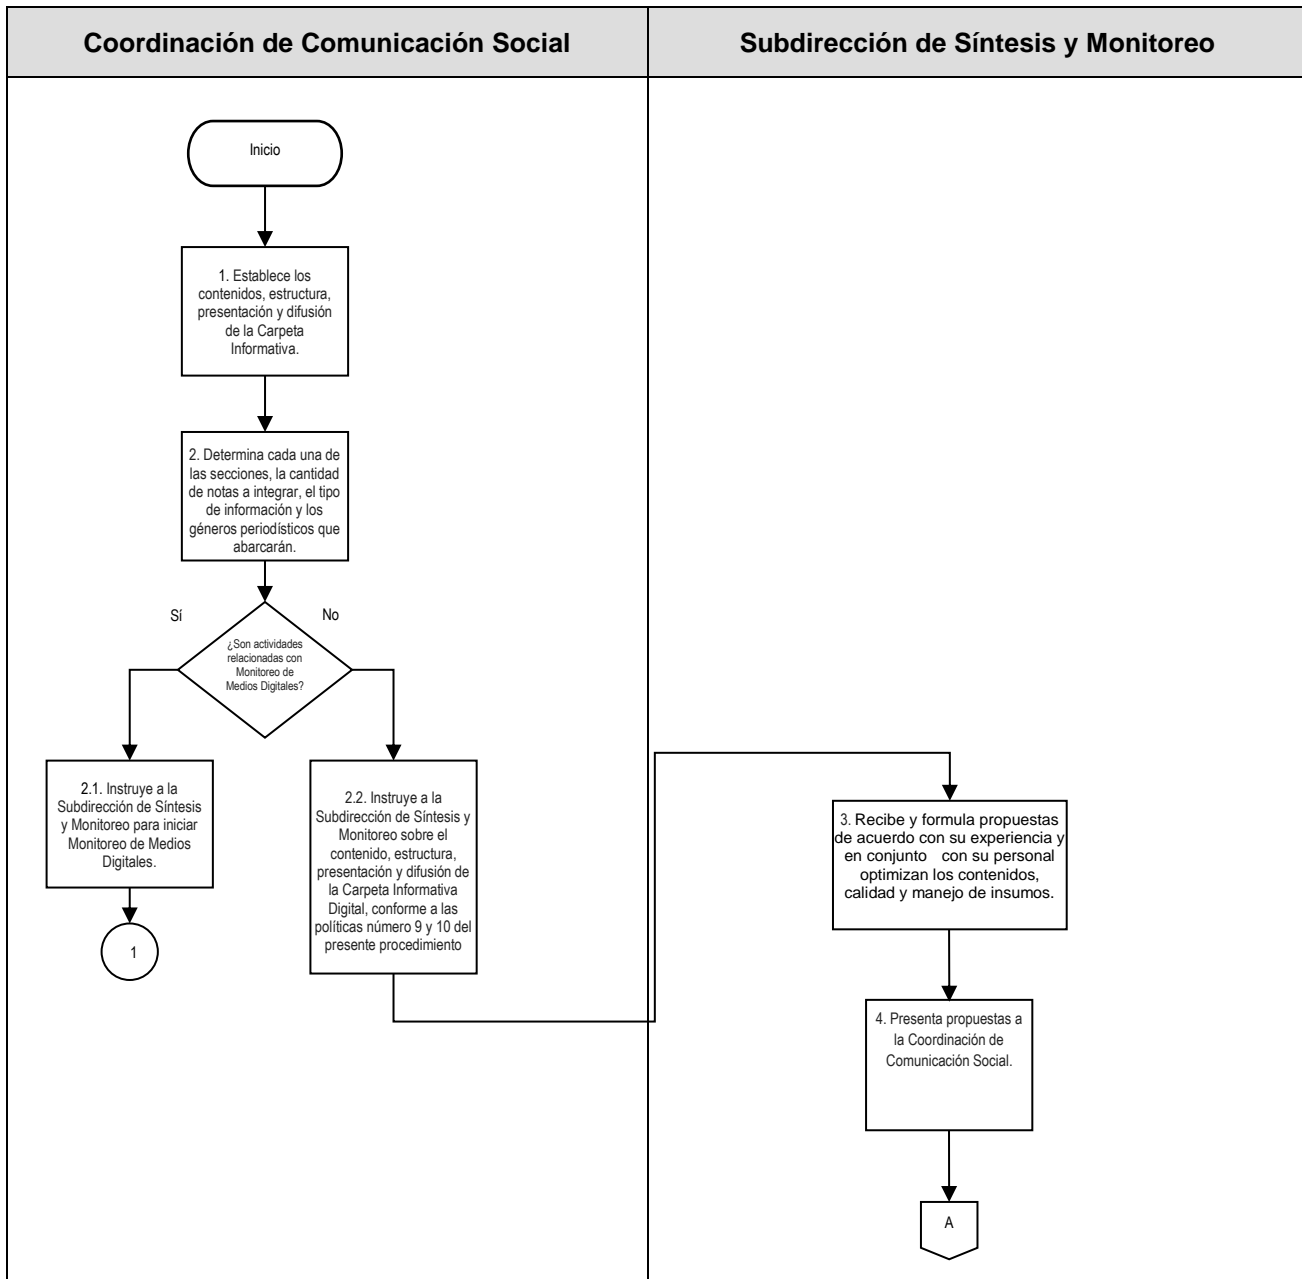 Coordinación de Comunicación Social
Subdirección de Síntesis y Monitoreo
Inicio
1. Establece los
contenidos, estructura,
presentación y difusión
de la Carpeta
Informativa.
2. Determina cada una de
las secciones, la cantidad
de notas a integrar, el tipo
de información y los
géneros periodísticos que
abarcarán.
Sí
No
¿Son actividades
relacionadas con
Monitoreo de
Medios Digitales?
2.1. Instruye a la
Subdirección de Síntesis
y Monitoreo para iniciar
Monitoreo de Medios
Digitales.
1
2.2. Instruye a la
Subdirección de Síntesis y
Monitoreo sobre el
contenido, estructura,
presentación y difusión de
la Carpeta Informativa
Digital, conforme a las
políticas número 9 y 10 del
presente procedimiento
3. Recibe y formula propuestas
de acuerdo con su experiencia y
en conjunto con su personal
optimizan los contenidos,
calidad y manejo de insumos.
4. Presenta propuestas a
la Coordinación de
Comunicación Social.
A